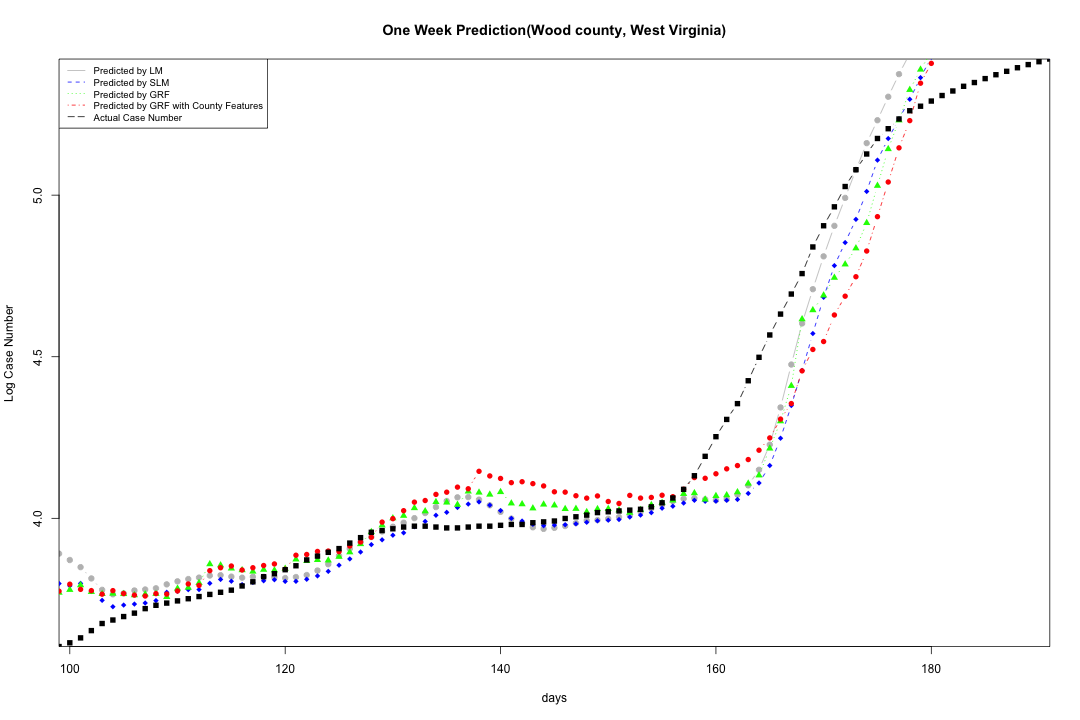 One Week Prediction(Wood county, West Virginia)
Predicted by LM
Predicted by SLM
Predicted by GRF
Predicted by GRF with County Features
Actual Case Number
5.0
4.5
4.0
Log Case Number
100 120 140 160 180
days